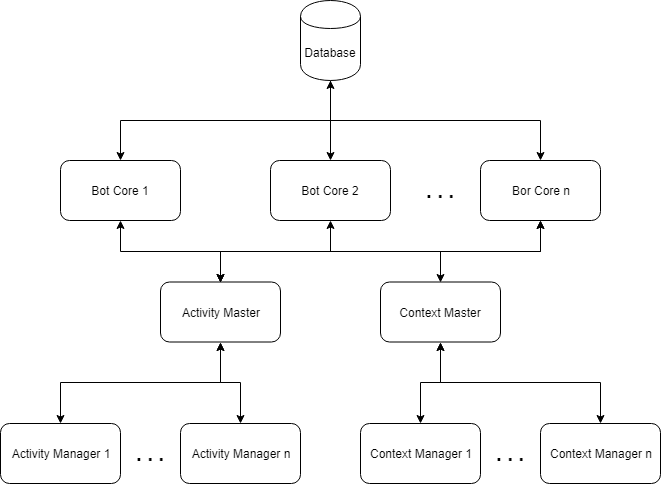 Database
Bot Core 1
Bot Core 2
. . .
Bor Core n
Activity Master
Context Master
Activity Manager 1
. . .
Activity Manager n
Context Manager 1
. . .
Context Manager n